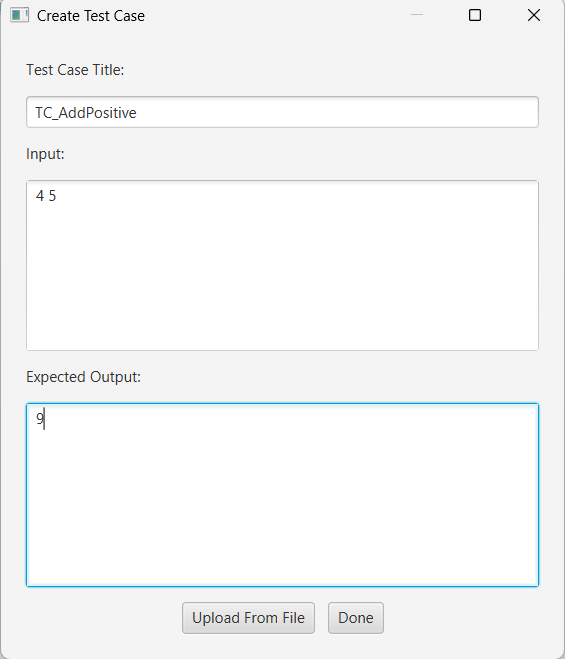 Create Test Case
Test Case Title:
TC_AddPositive
Input:
4 5
Expected Output:
9
Upload From File
Done